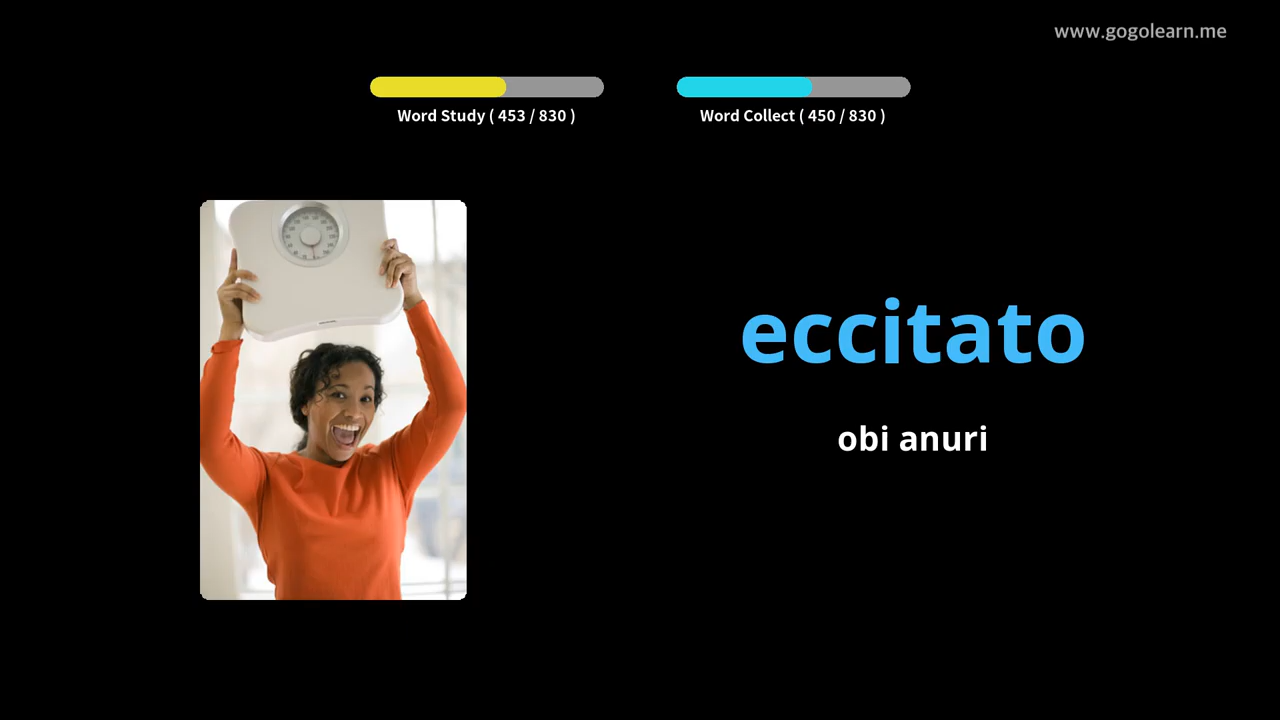 www.gogolearn.me
Word Study ( 453 / 830 )
Word Collect ( 450 / 830 )
eccitato
obi anuri